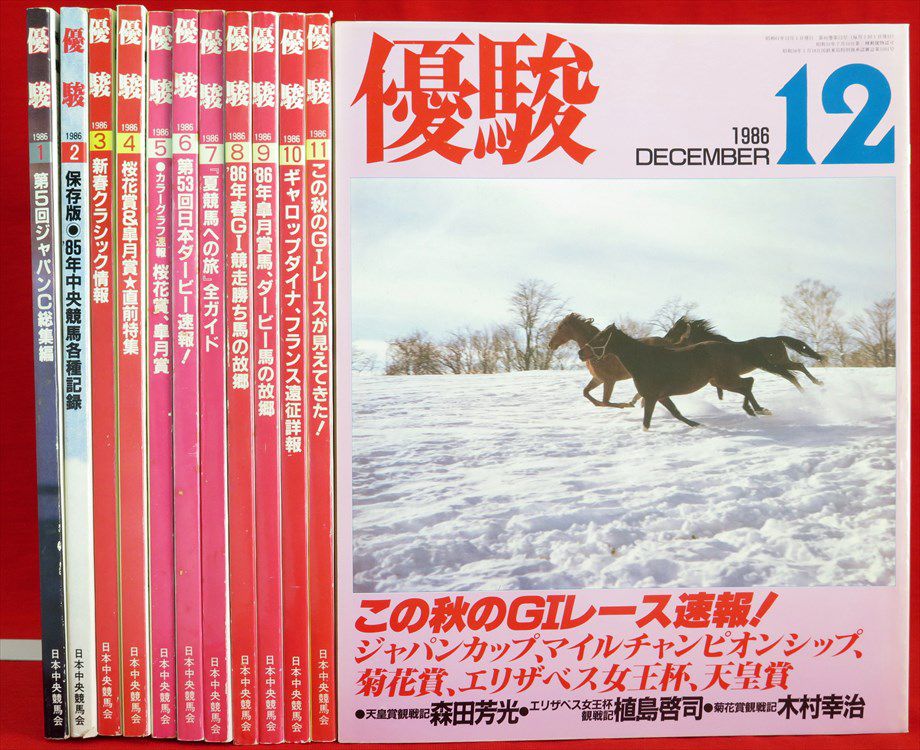 優駿
1986
1
第5回ジャパンC総集編
日本中央競馬会
優駿
1986
2
保存版◉'85年中央競馬各種記録
日本中央競馬会
優駿
1986
3
新春クラシック情報
日本中央競馬会
優駿
1986
4
桜花賞&皐月賞★直前特集
日本中央競馬会
優駿
1986
5
●カラーグラフ速報 桜花賞、皐月賞
日本中央競馬会
優駿
1986
6
第53回日本ダービー速報!
日本中央競馬会
優駿
1986
7
『夏競馬への旅』全ガイド
日本中央競馬会
優駿
1986
8
'86年春GI競走勝ち馬の故郷
日本中央競馬会
優駿
1986
9
'86年皐月賞馬、ダービー馬の故郷
日本中央競馬会
優駿
1986
10
ギャロップダイナ、フランス遠征詳報
日本中央競馬会
優駿
1986
11
この秋のGIレースが見えてきた!
日本中央競馬会
優駿
1986
DECEMBER
12
この秋のGIレース速報!
ジャパンカップ、マイルチャンピオンシップ、
菊花賞、エリザベス女王杯、天皇賞
●天皇賞観戦記 森田芳光●エリザベス女王杯観戦記 植島啓司●菊花賞観戦記 木村幸治